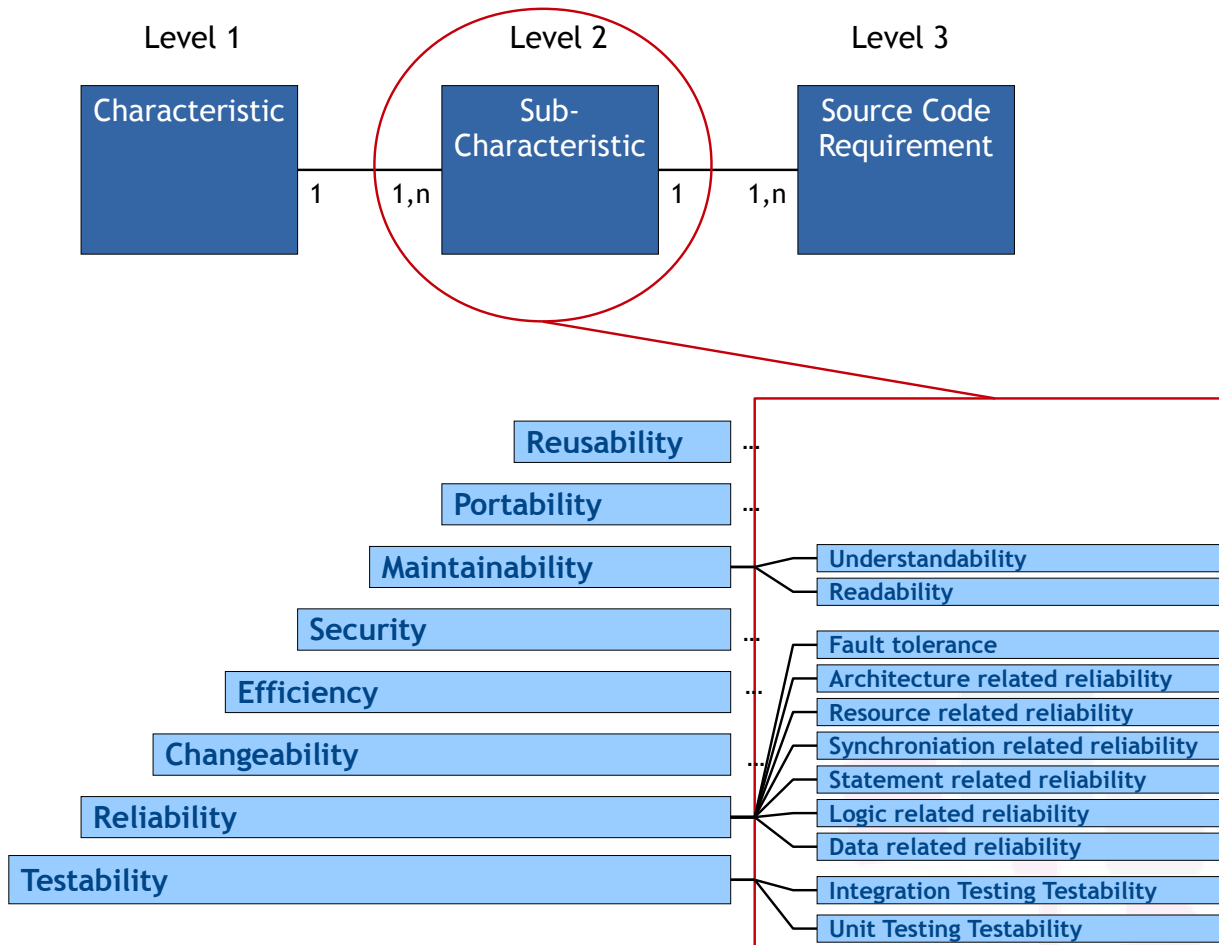 Level 1
Level 2
Level 3
Characteristic
Sub-
Characteristic
Source Code
Requirement
1
1,n
1
1,n
Reusability
...
Portability
...
Maintainability
Understandability
Readability
Security
...
Fault tolerance
Efficiency
...
Architecture related reliability
Resource related reliability
Changeability
...
Synchroniation related reliability
Statement related reliability
Reliability
Logic related reliability
Data related reliability
Testability
Integration Testing Testability
Unit Testing Testability